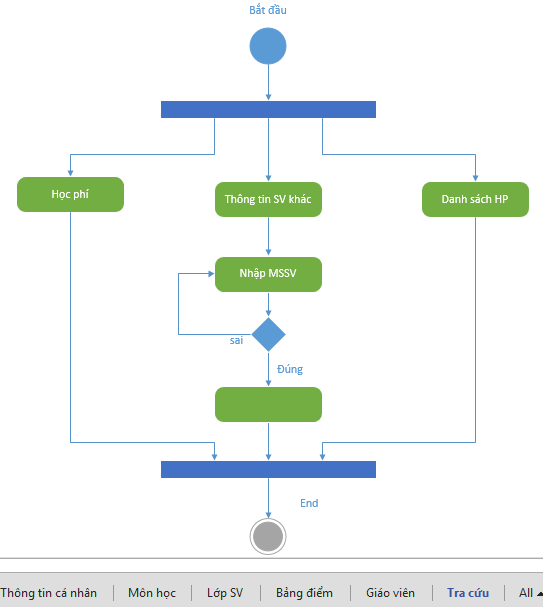 Bắt đầu
Học phí
Thông tin SV khác
Danh sách HP
Nhập MSSV
sai
Đúng
End
Thông tin cá nhân
Môn học
Lớp SV
Bảng điểm
Giáo viên
Tra cứu
All